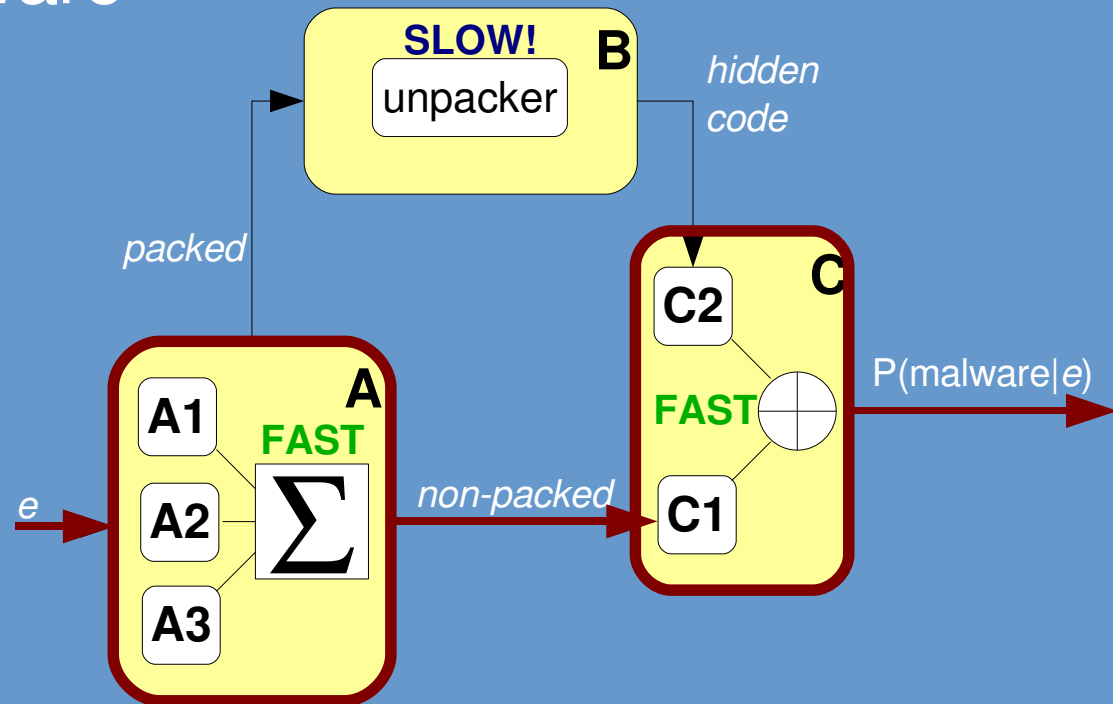 SLOW!
B
unpacker
hidden
code
packed
C
C2
P(malware|e)
FAST
A
A1
FAST
non-packed
C1
e
A2
Σ
A3